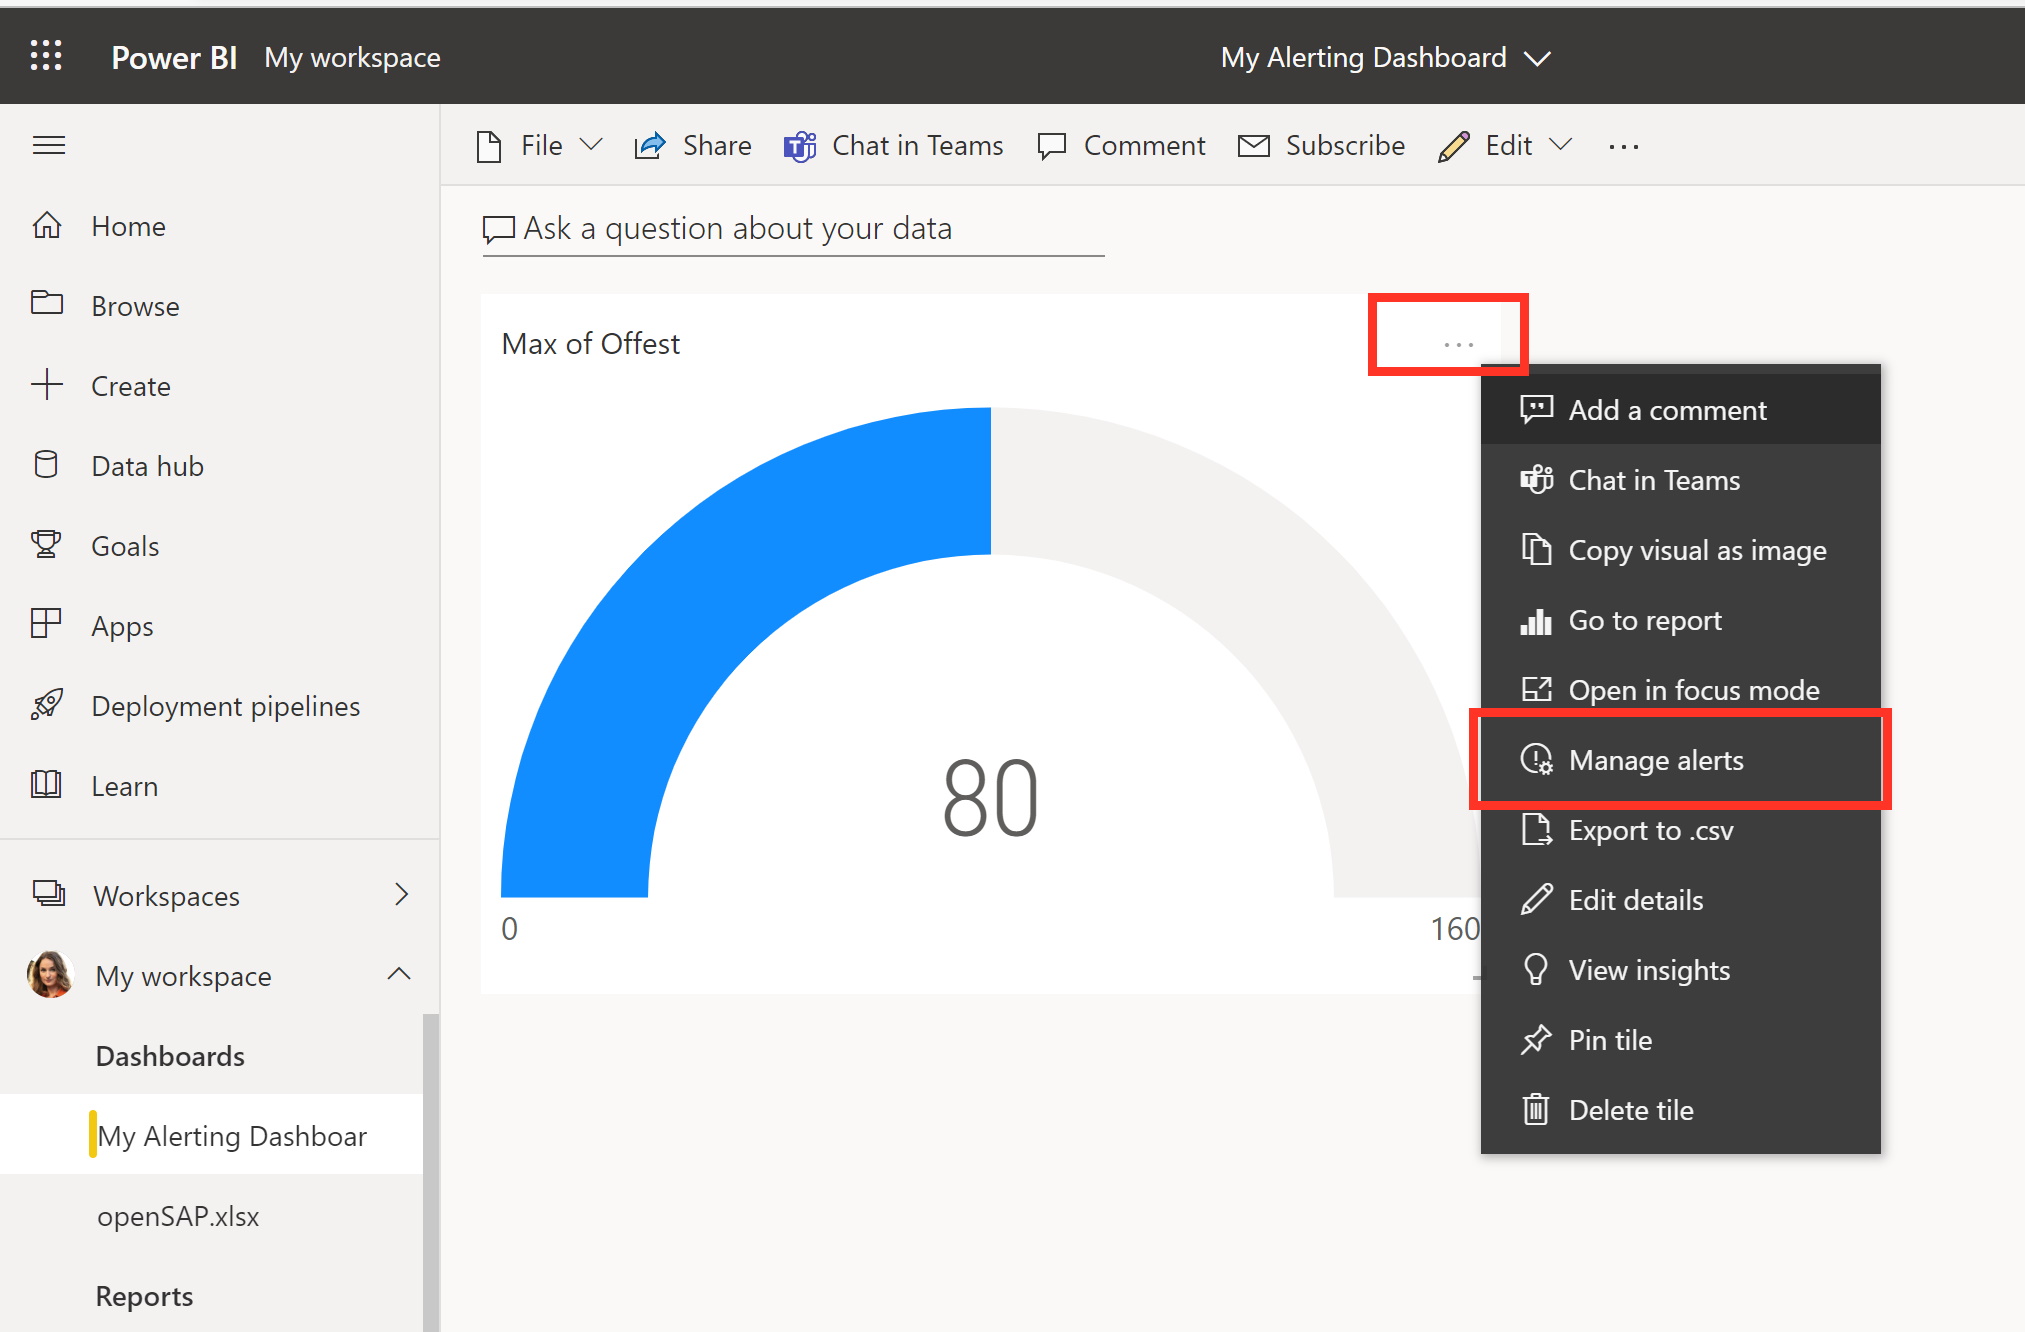 Power BI My workspace
My Alerting Dashboard
File
Share
Chat in Teams
Comment
Subscribe
Edit
Home
Browse
Create
Data hub
Goals
Apps
Deployment pipelines
Learn
Workspaces
My workspace
Dashboards
My Alerting Dashboar
openSAP.xlsx
Reports
Ask a question about your data
Max of Offest
80
0
160
Add a comment
Chat in Teams
Copy visual as image
Go to report
Open in focus mode
Manage alerts
Export to .csv
Edit details
View insights
Pin tile
Delete tile